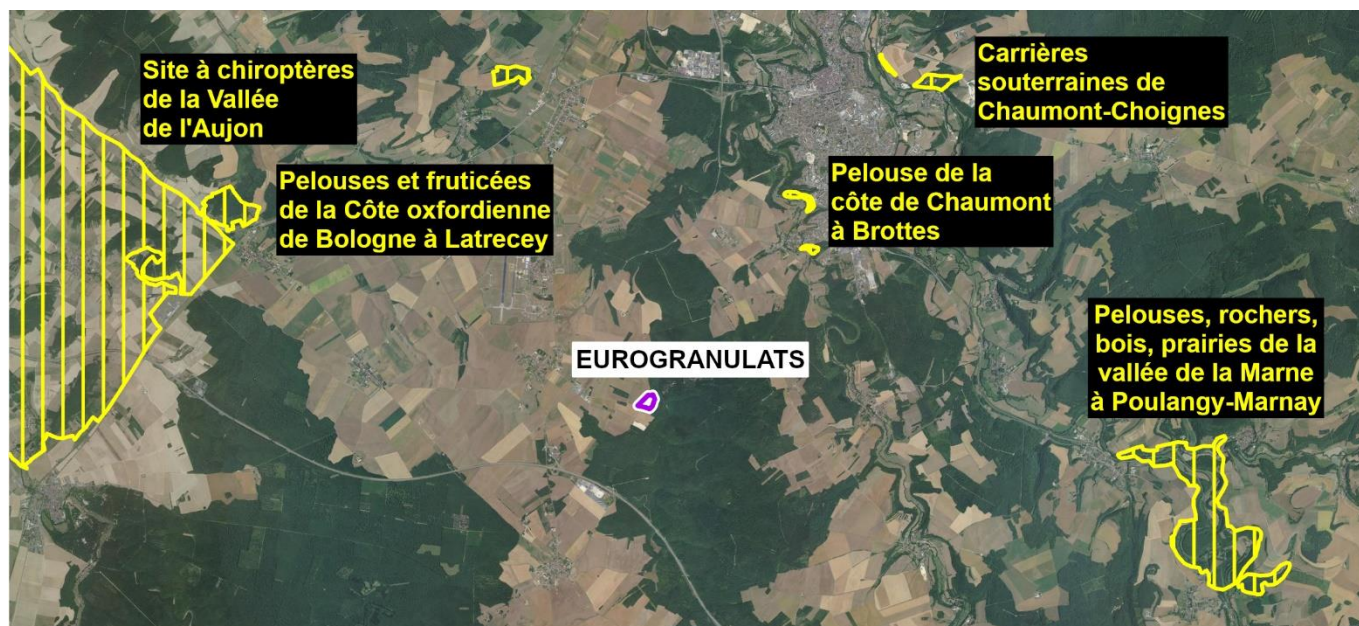 Site à chiroptères
de la Vallée
de l'Aujon
Carrières
souterraines de
Chaumont-Choignes
Pelouses et fruticées
de la Côte oxfordienne
de Bologne à Latrecey
Pelouse de la
côte de Chaumont
à Brottes
EUROGRANULATS
Pelouses, rochers,
bois, prairies de la
vallée de la Marne
à Poulangy-Marnay